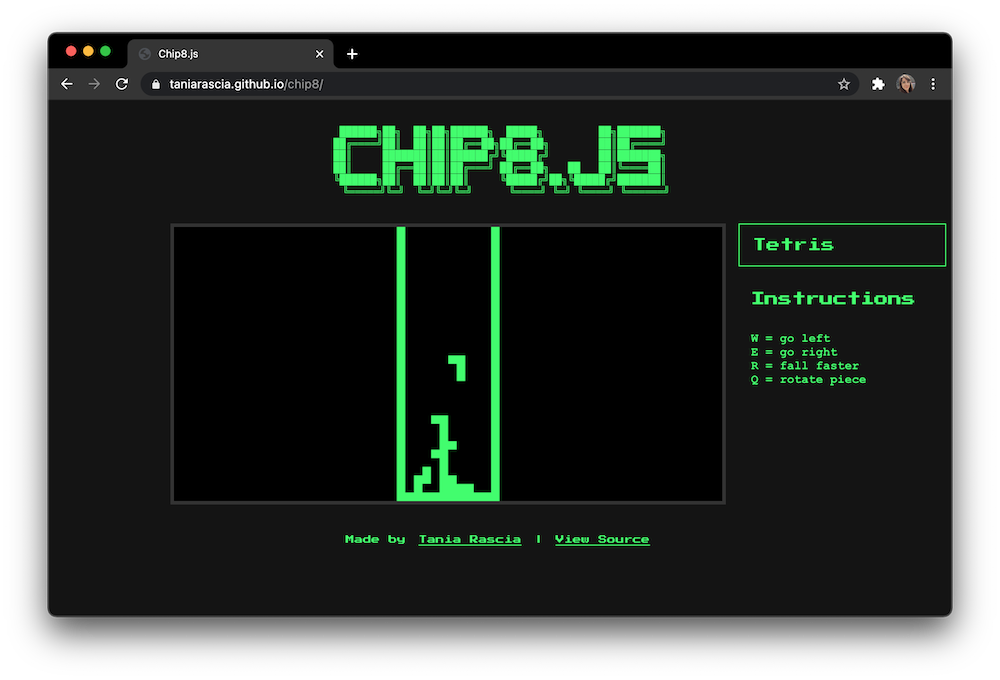 Chip8.js
taniarascia.github.io/chip8/
CHIP8.JS
Tetris
Instructions
W = go left
E = go right
R = fall faster
Q = rotate piece
Made by Tania Rascia | View Source